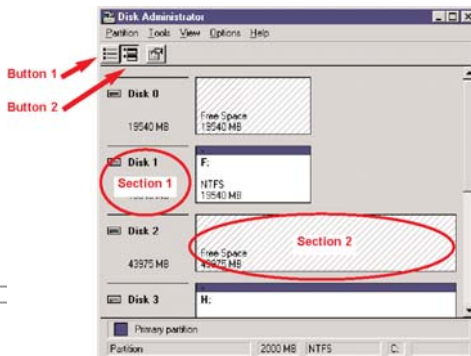 Disk Administrator
Partition Tools View Options Help
Button 1
Button 2
Disk 0
19540 MB
Free Space
19540 MB
Disk 1
F:
NTFS
19540 MB
Section 1
Disk 2
43975 MB
Free Space
43975 MB
Section 2
Disk 3
H:
Primary partition
Partition 2000 MB NTFS C: